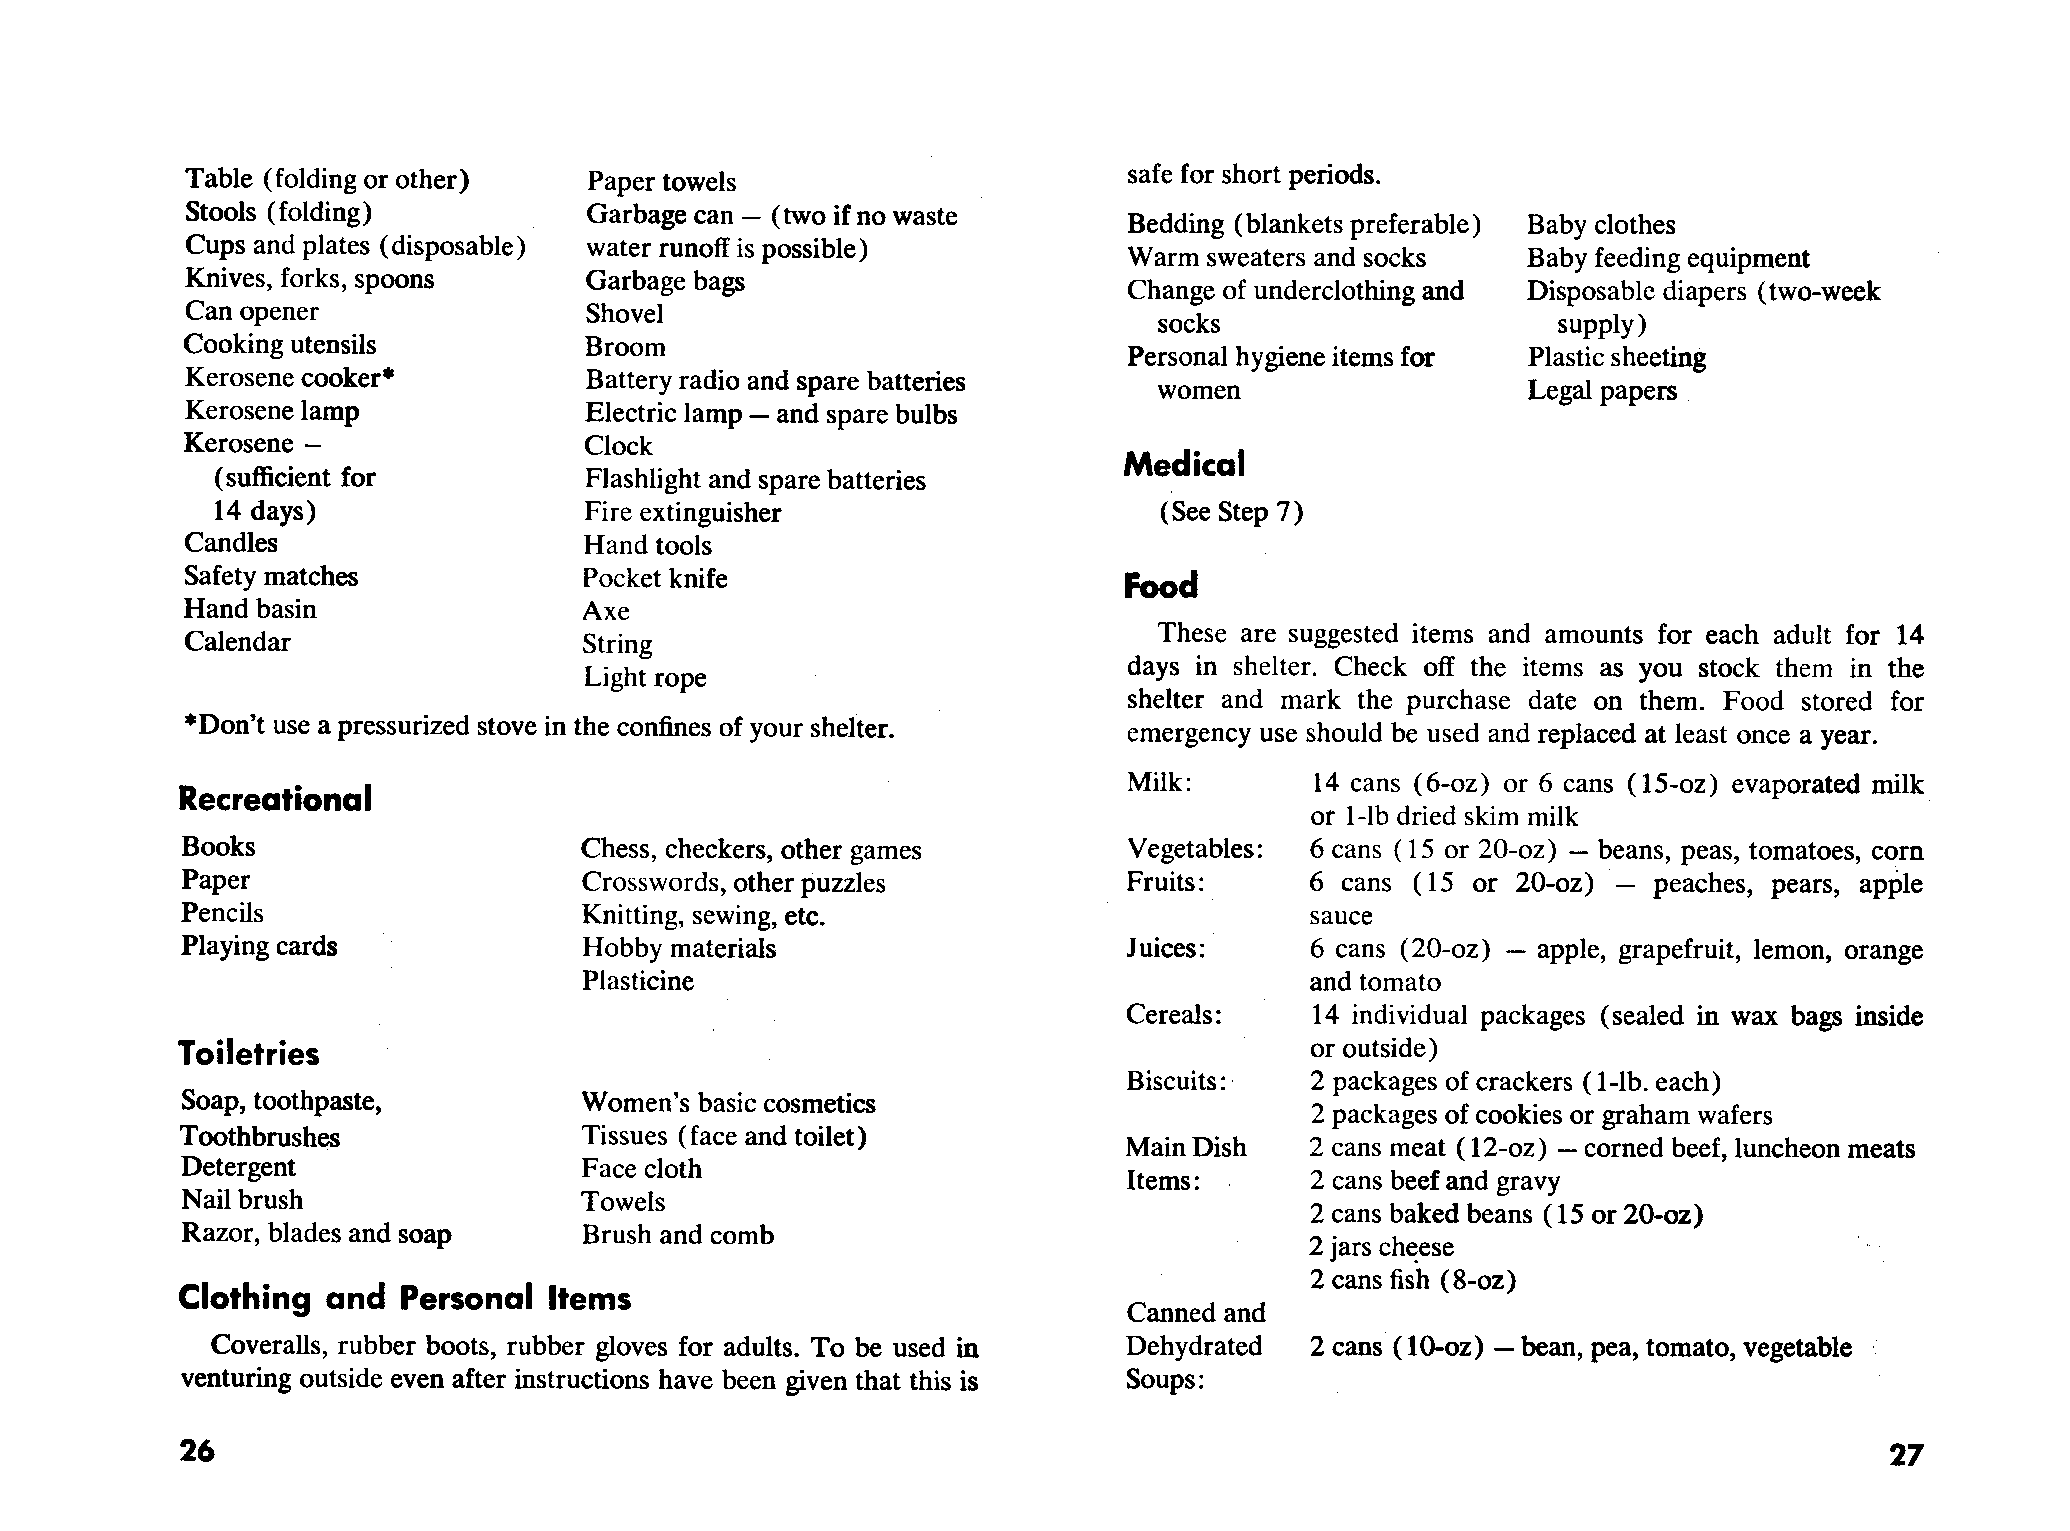 Table (folding or other)
Stools (folding)
Cups and plates (disposable)
Knives, forks, spoons
Can opener
Cooking utensils
Kerosene cooker*
Kerosene lamp
Kerosene –
(sufficient for
14 days)
Candles
Safety matches
Hand basin
Calendar
Paper towels
Garbage can – (two if no waste
water runoff is possible)
Garbage bags
Shovel
Broom
Battery radio and spare batteries
Electric lamp – and spare bulbs
Clock
Flashlight and spare batteries
Fire extinguisher
Hand tools
Pocket knife
Axe
String
Light rope
*Don't use a pressurized stove in the confines of your shelter.
Recreational
Books
Paper
Pencils
Playing cards
Chess, checkers, other games
Crosswords, other puzzles
Knitting, sewing, etc.
Hobby materials
Plasticine
Toiletries
Soap, toothpaste,
Toothbrushes
Detergent
Nail brush
Razor, blades and soap
Women's basic cosmetics
Tissues (face and toilet)
Face cloth
Towels
Brush and comb
Clothing and Personal Items
Coveralls, rubber boots, rubber gloves for adults. To be used in
venturing outside even after instructions have been given that this is
26
safe for short periods.
Bedding (blankets preferable)
Warm sweaters and socks
Change of underclothing and
socks
Personal hygiene items for
women
Baby clothes
Baby feeding equipment
Disposable diapers (two-week
supply)
Plastic sheeting
Legal papers
Medical
(See Step 7)
Food
These are suggested items and amounts for each adult for 14
days in shelter. Check off the items as you stock them in the
shelter and mark the purchase date on them. Food stored for
emergency use should be used and replaced at least once a year.
Milk: 14 cans (6-oz) or 6 cans (15-oz) evaporated milk
or 1-lb dried skim milk
Vegetables: 6 cans (15 or 20-oz) – beans, peas, tomatoes, corn
Fruits: 6 cans (15 or 20-oz) – peaches, pears, apple
sauce
Juices: 6 cans (20-oz) – apple, grapefruit, lemon, orange
and tomato
Cereals: 14 individual packages (sealed in wax bags inside
or outside)
Biscuits: 2 packages of crackers (1-lb. each)
2 packages of cookies or graham wafers
Main Dish 2 cans meat (12-oz) – corned beef, luncheon meats
Items: 2 cans beef and gravy
2 cans baked beans (15 or 20-oz)
2 jars cheese
2 cans fish (8-oz)
Canned and
Dehydrated 2 cans (10-oz) – bean, pea, tomato, vegetable
Soups:
27